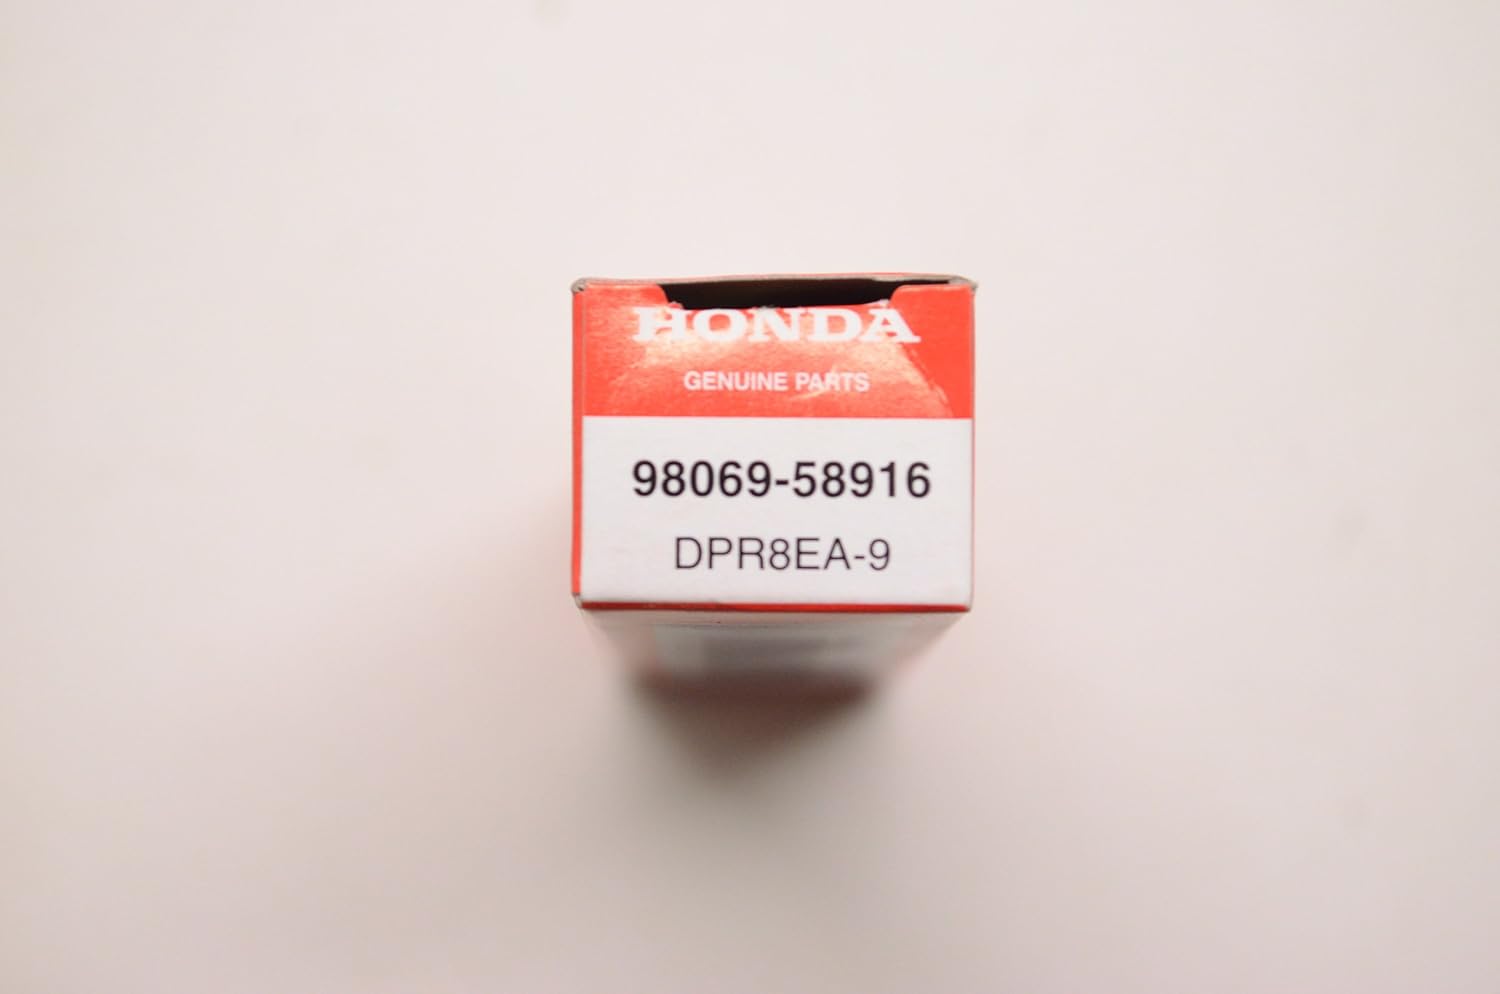 HONDA
GENUINE PARTS
98069-58916
DPR8EA-9